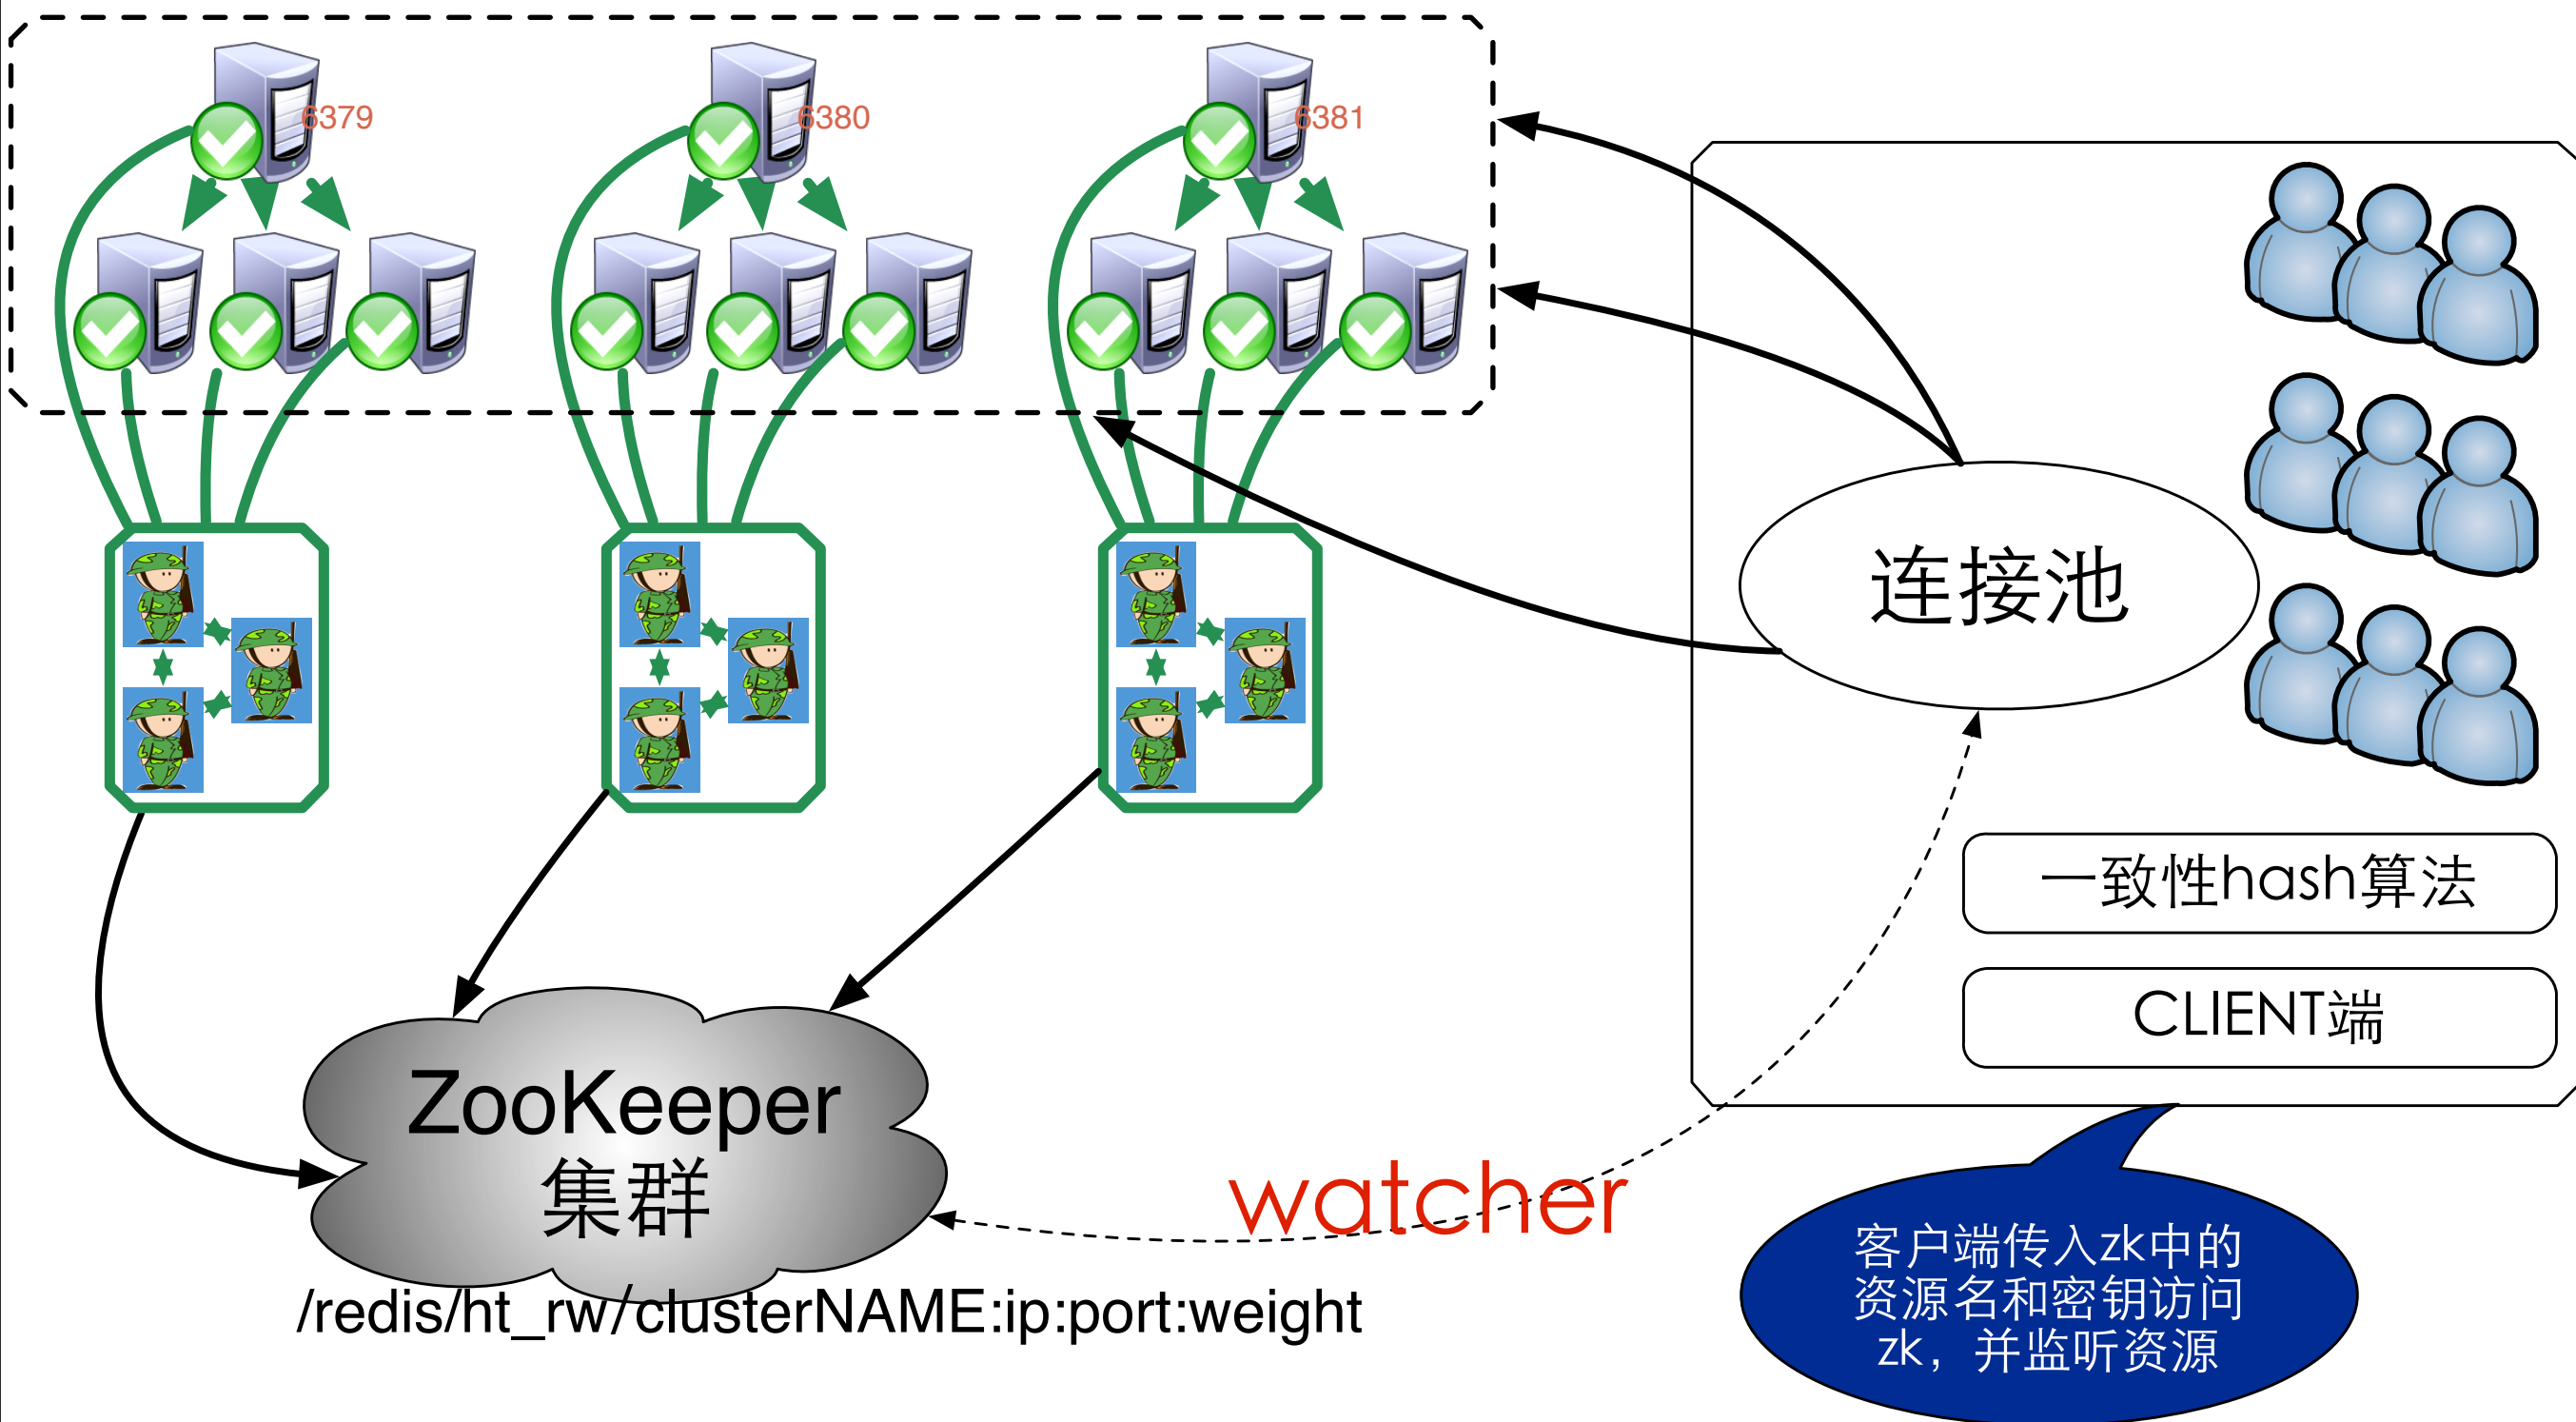 6379
6380
6381
连接池
一致性hash算法
CLIENT端
ZooKeeper
集群
watcher
/redis/ht_rw/clusterNAME:ip:port:weight
客户端传入zk中的
资源名和密钥访问
zk，并监听资源